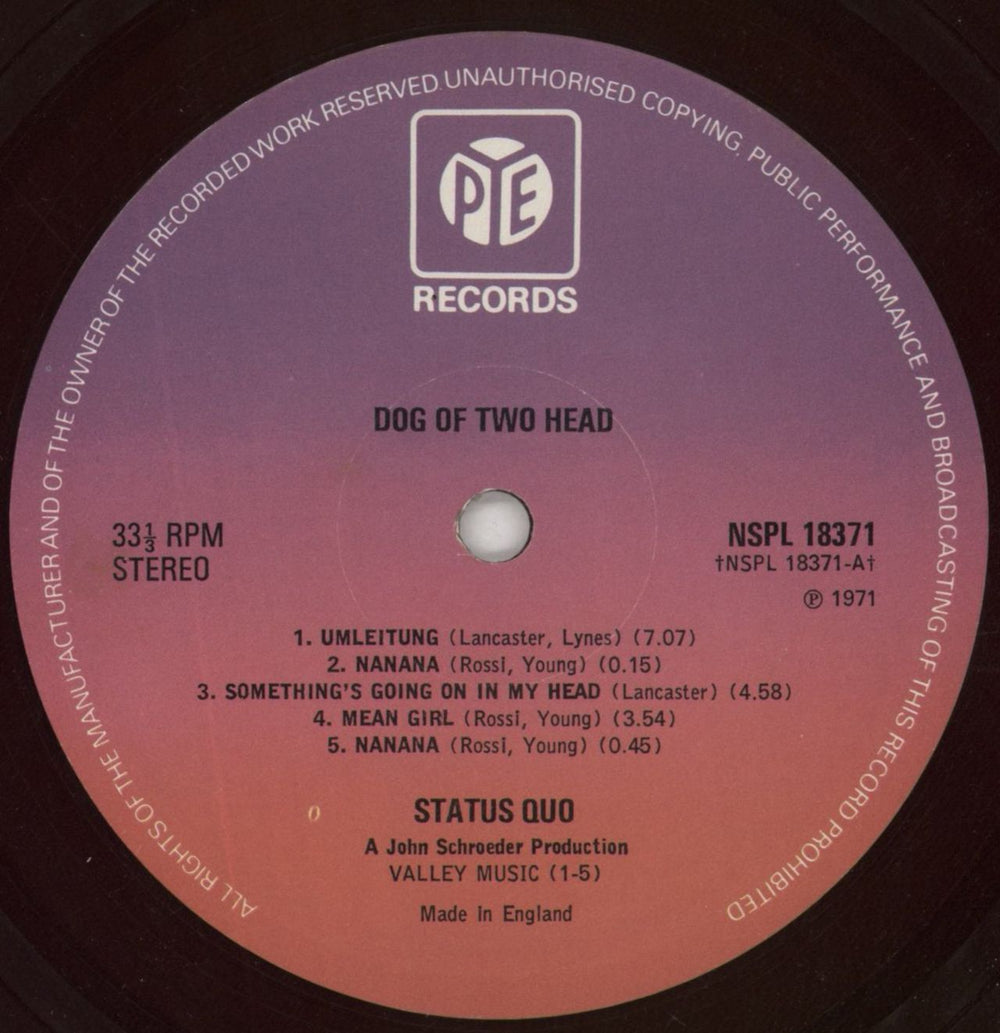 ALL RIGHTS OF THE MANUFACTURER AND OF THE OWNER OF THE RECORDED WORK RESERVED. UNAUTHORISED COPYING, PUBLIC PERFORMANCE AND BROADCASTING OF THIS RECORD PROHIBITED
PYE
RECORDS
DOG OF TWO HEAD
33⅓ RPM
STEREO
NSPL 18371
†NSPL 18371-A†
℗ 1971
1. UMLEITUNG (Lancaster, Lynes) (7.07)
2. NANANA (Rossi, Young) (0.15)
3. SOMETHING'S GOING ON IN MY HEAD (Lancaster) (4.58)
4. MEAN GIRL (Rossi, Young) (3.54)
5. NANANA (Rossi, Young) (0.45)
STATUS QUO
A John Schroeder Production
VALLEY MUSIC (1-5)
Made in England